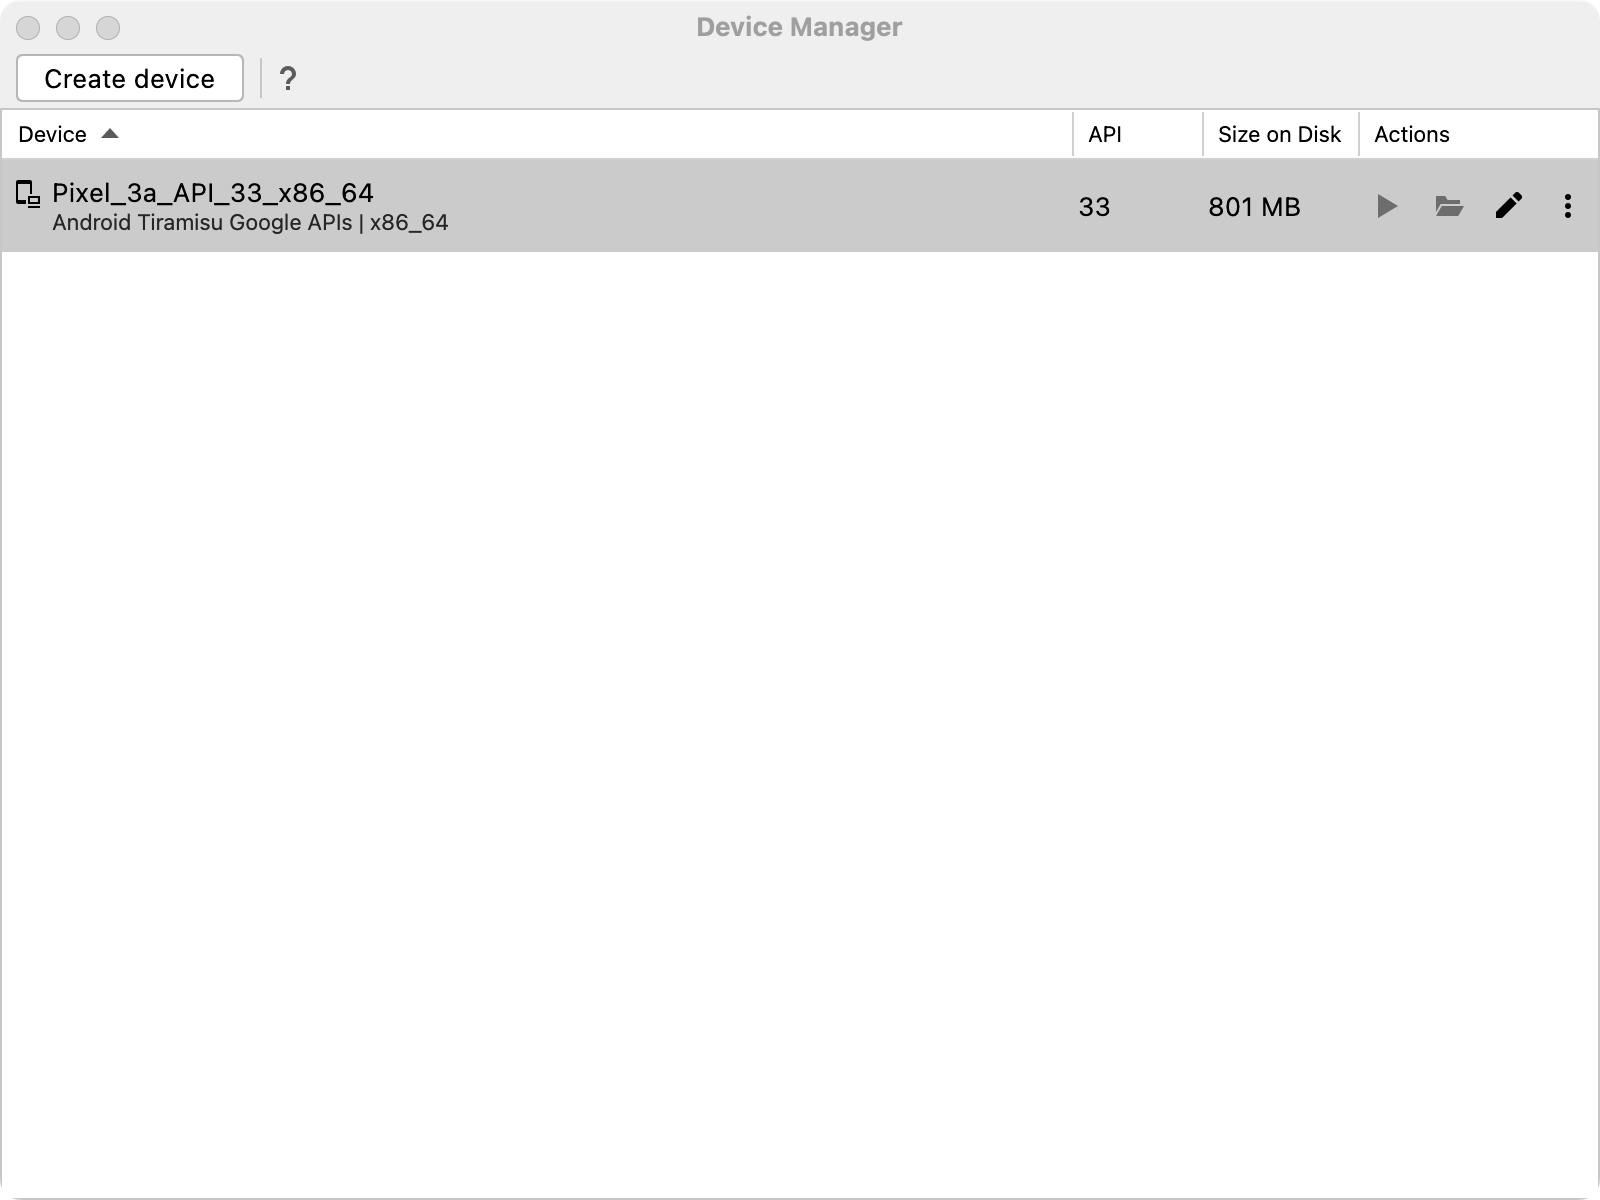 Device Manager
Create device ?
Device API Size on Disk Actions
Pixel_3a_API_33_x86_64 33 801 MB
Android Tiramisu Google APIs | x86_64